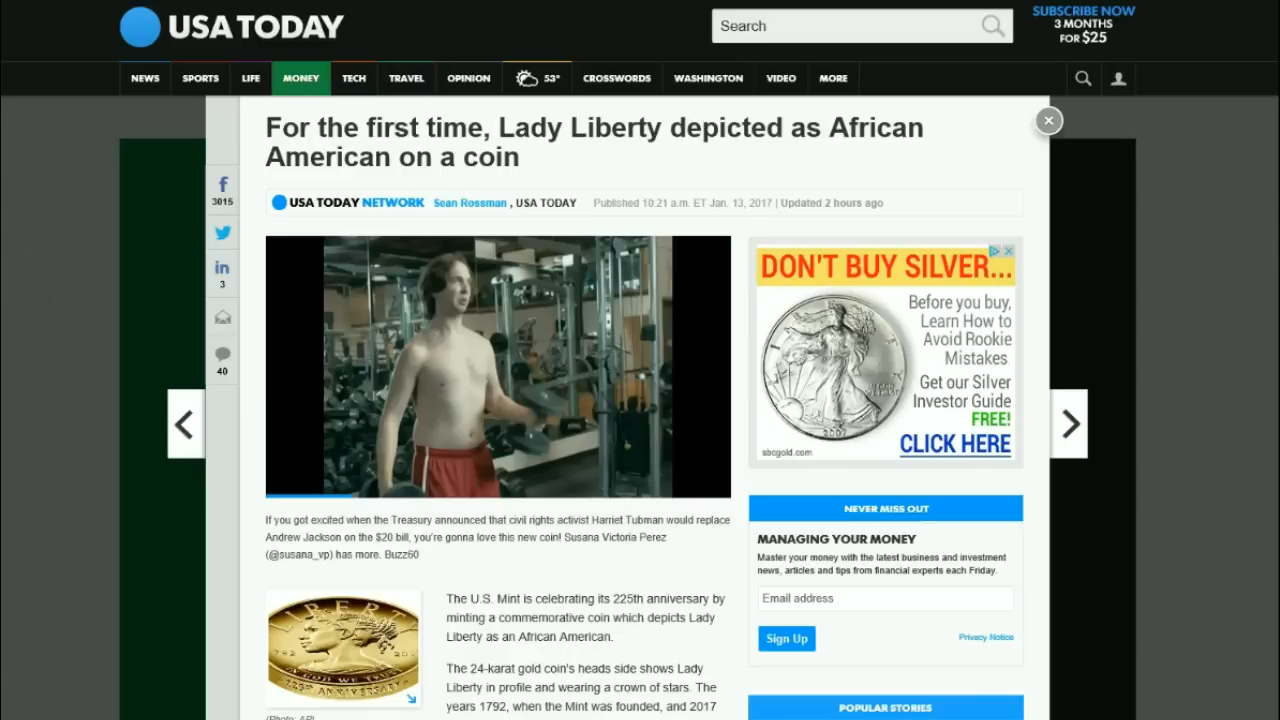 USA TODAY
Search
SUBSCRIBE NOW
3 MONTHS
FOR $25
NEWS
SPORTS
LIFE
MONEY
TECH
TRAVEL
OPINION
53°
CROSSWORDS
WASHINGTON
VIDEO
MORE
For the first time, Lady Liberty depicted as African
American on a coin
USA TODAY NETWORK Sean Rossman , USA TODAY Published 10:21 a.m. ET Jan. 13, 2017 | Updated 2 hours ago
3015
3
40
If you got excited when the Treasury announced that civil rights activist Harriet Tubman would replace
Andrew Jackson on the $20 bill, you're gonna love this new coin! Susana Victoria Perez
(@susana_vp) has more. Buzz60
LIBERTY
IN GOD WE TRUST
225TH ANNIVERSARY
(Photo: AP)
The U.S. Mint is celebrating its 225th anniversary by
minting a commemorative coin which depicts Lady
Liberty as an African American.
The 24-karat gold coin's heads side shows Lady
Liberty in profile and wearing a crown of stars. The
years 1792, when the Mint was founded, and 2017
DON'T BUY SILVER...
Before you buy,
Learn How to
Avoid Rookie
Mistakes
Get our Silver
Investor Guide
FREE!
CLICK HERE
sbcgold.com
NEVER MISS OUT
MANAGING YOUR MONEY
Master your money with the latest business and investment
news, articles and tips from financial experts each Friday.
Email address
Sign Up
Privacy Notice
POPULAR STORIES